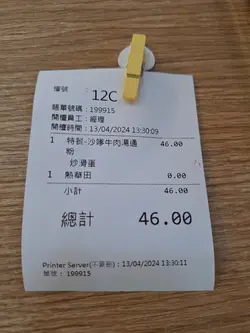 檯號 : 12C
賬單號碼 : 199915
開檯員工 : 經理
開檯時間 : 13/04/2024 13:30:09
1 特餐-沙嗲牛肉湯通粉 46.00
炒滑蛋
1 熱華田 0.00
小計 46.00
總計 46.00
Printer Server(不要刪) : 13/04/2024 13:30:11
單號: 199915